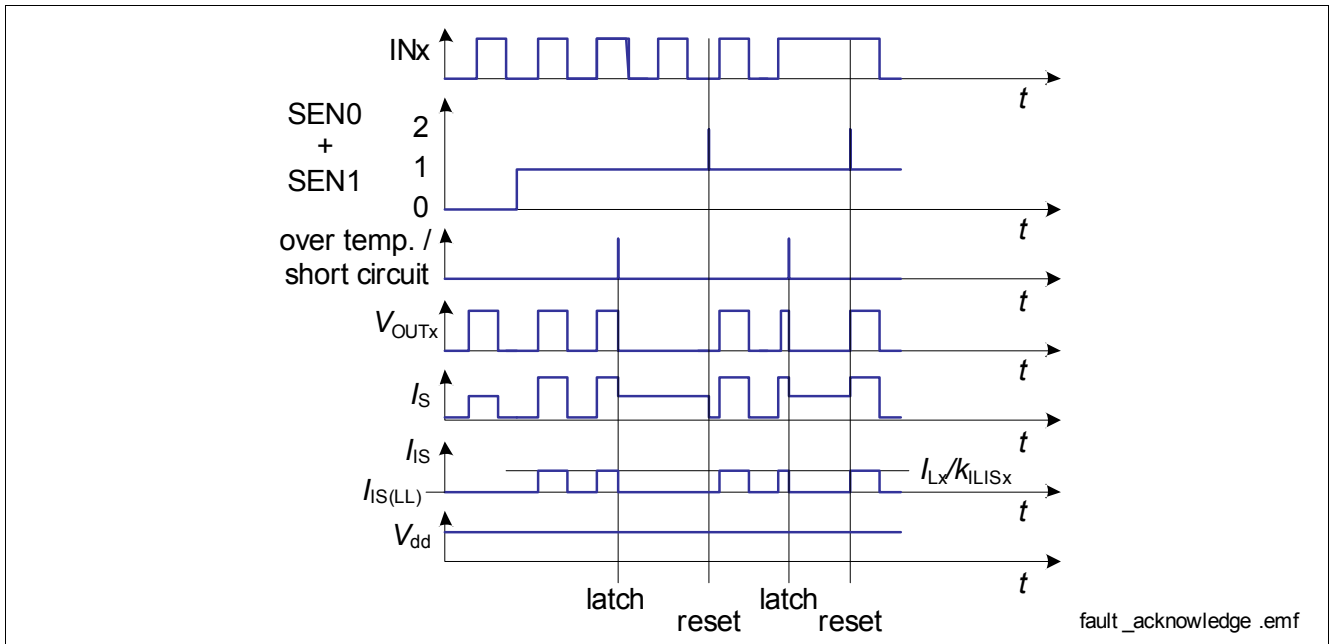 INx
t
SEN0
+
SEN1
2
1
0
t
over temp. /
short circuit
t
VOUTx
t
IS
t
IIS
IIS(LL)
ILx/kILISx
t
Vdd
t
latch
reset
latch
reset
fault _acknowledge .emf